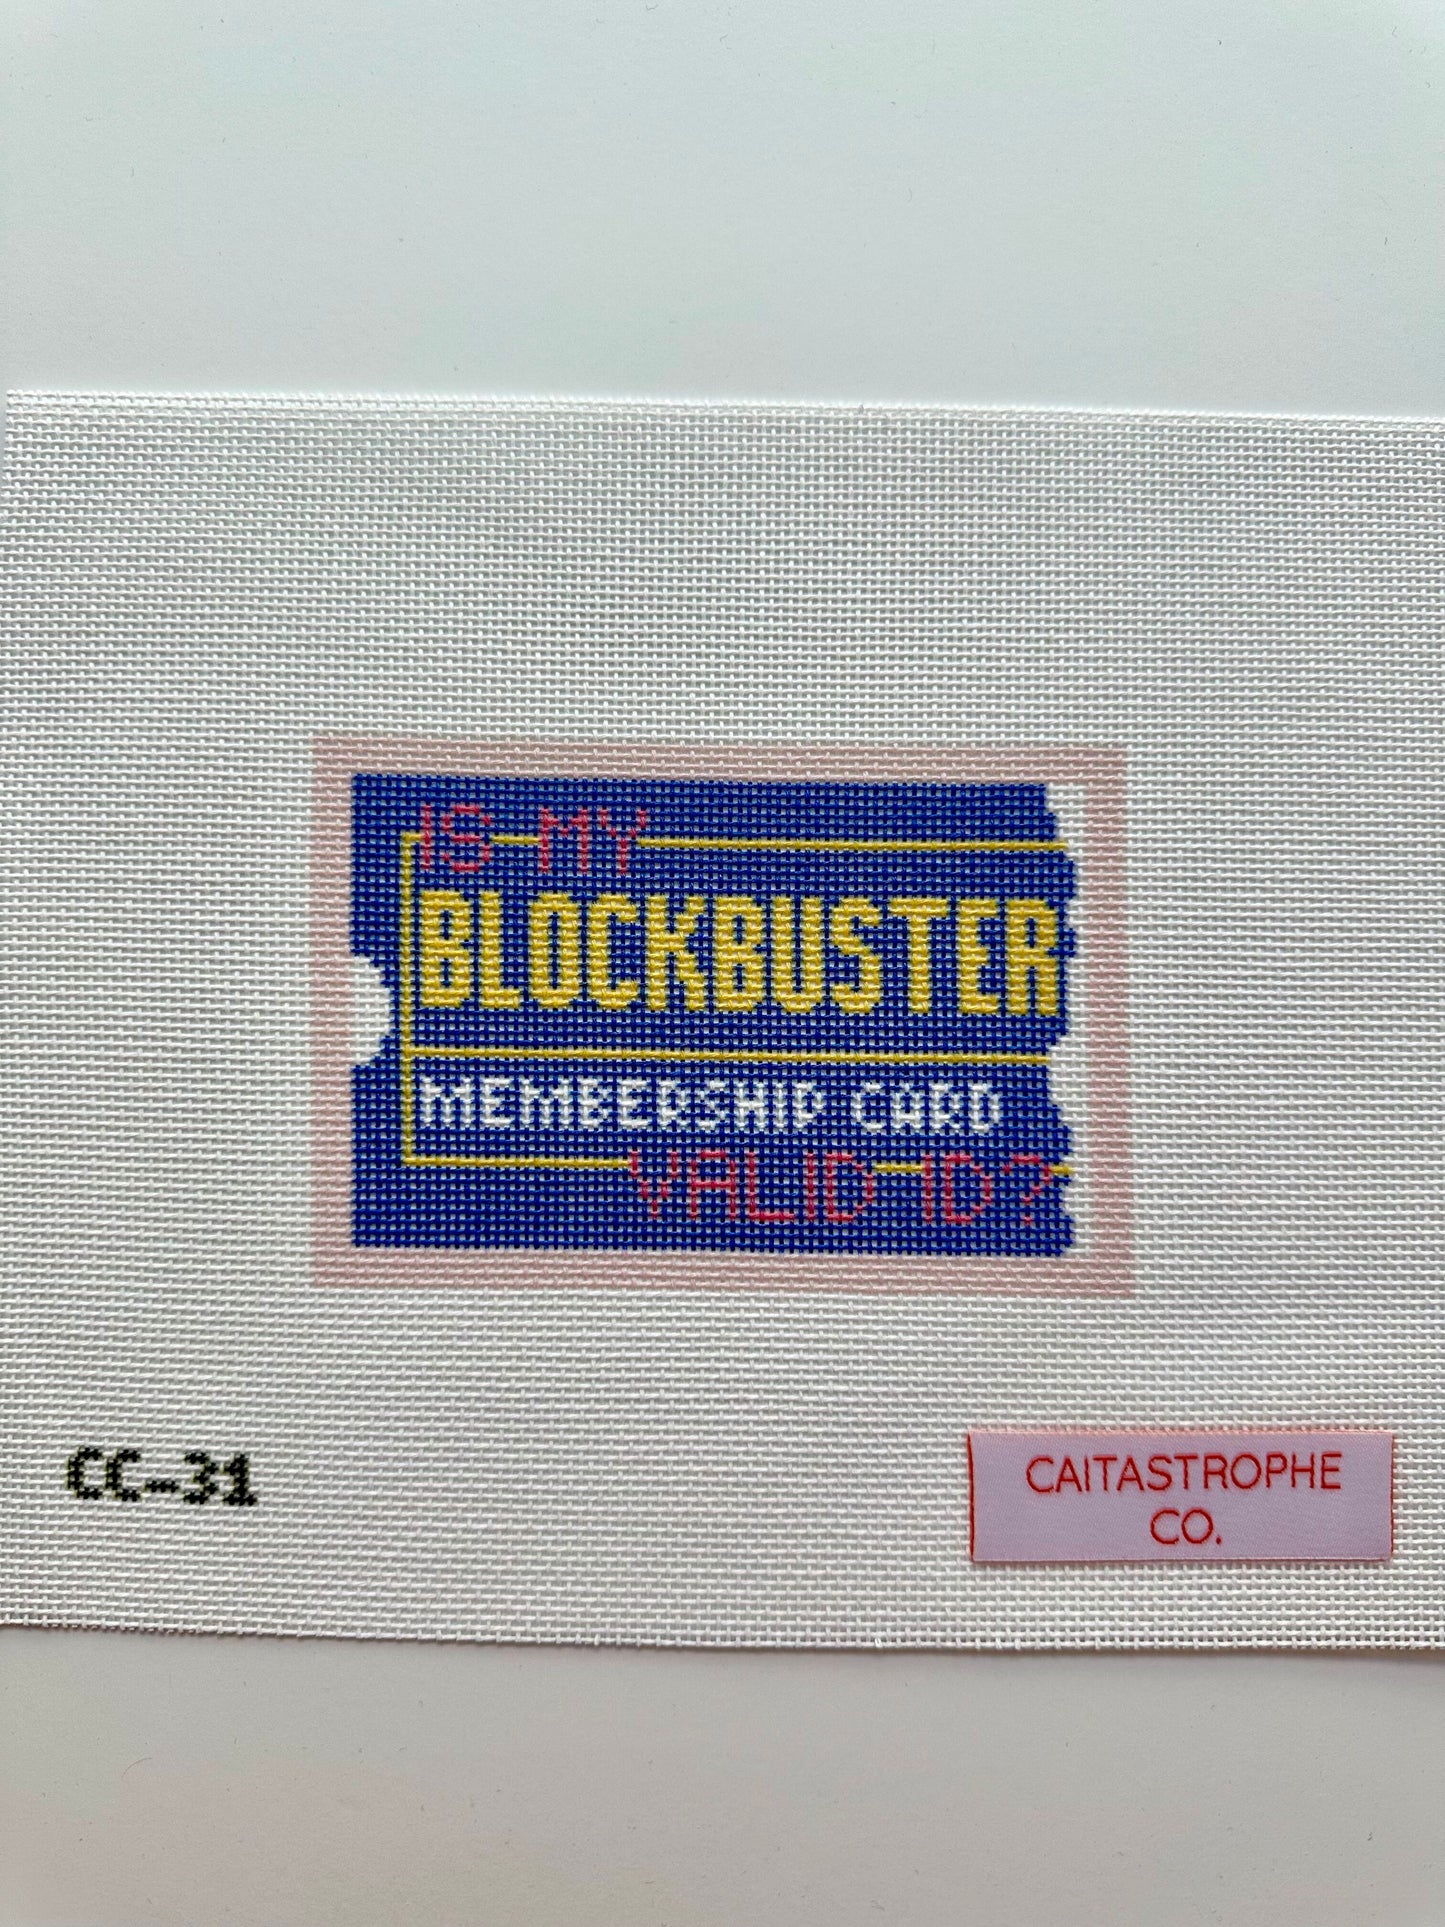 IS MY
BLOCKBUSTER
MEMBERSHIP CARD
VALID ID?
CC-31
CAITASTROPHE
CO.